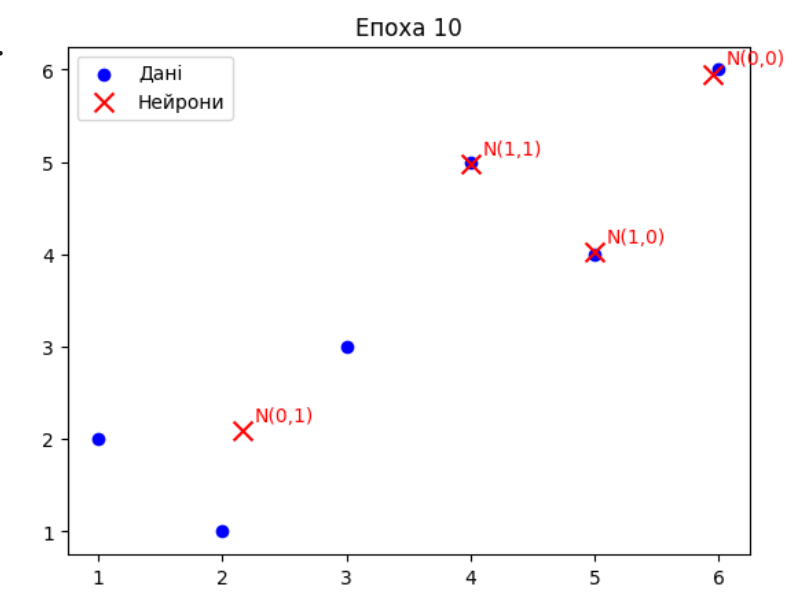 Епоха 10
Дані
Нейрони
N(0,0)
N(1,1)
N(1,0)
N(0,1)
6
5
4
3
2
1
1 2 3 4 5 6